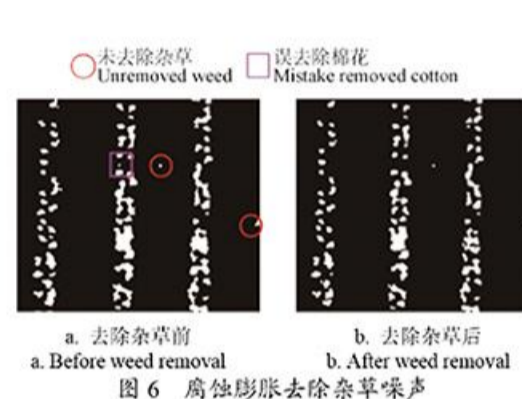 未去除杂草 误去除棉花
Unremoved weed Mistake removed cotton
a. 去除杂草前 b. 去除杂草后
a. Before weed removal b. After weed removal
图 6 腐蚀膨胀去除杂草噪声